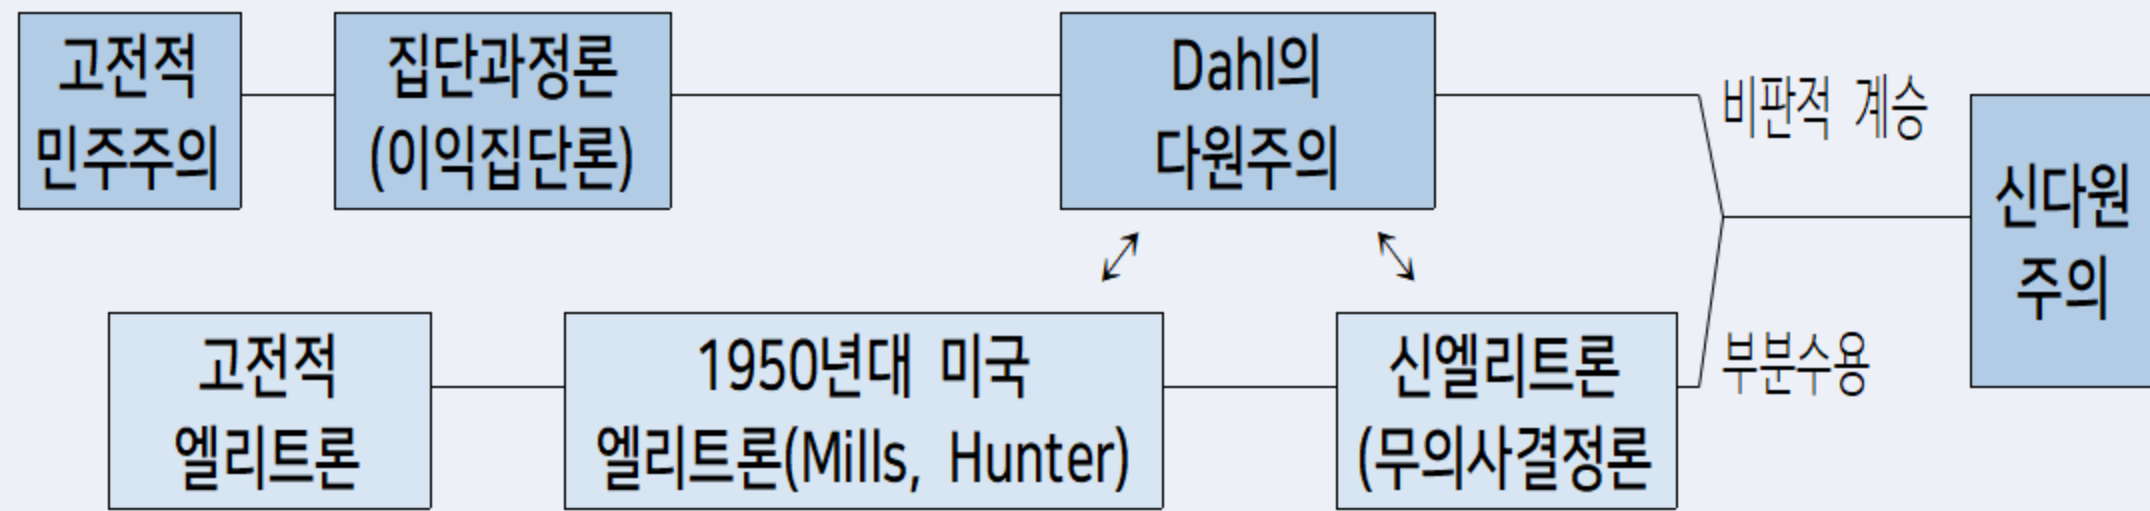 고전적
민주주의
집단과정론
(이익집단론)
Dahl의
다원주의
비판적 계승
신다원
주의
고전적
엘리트론
1950년대 미국
엘리트론(Mills, Hunter)
신엘리트론
(무의사결정론
부분수용